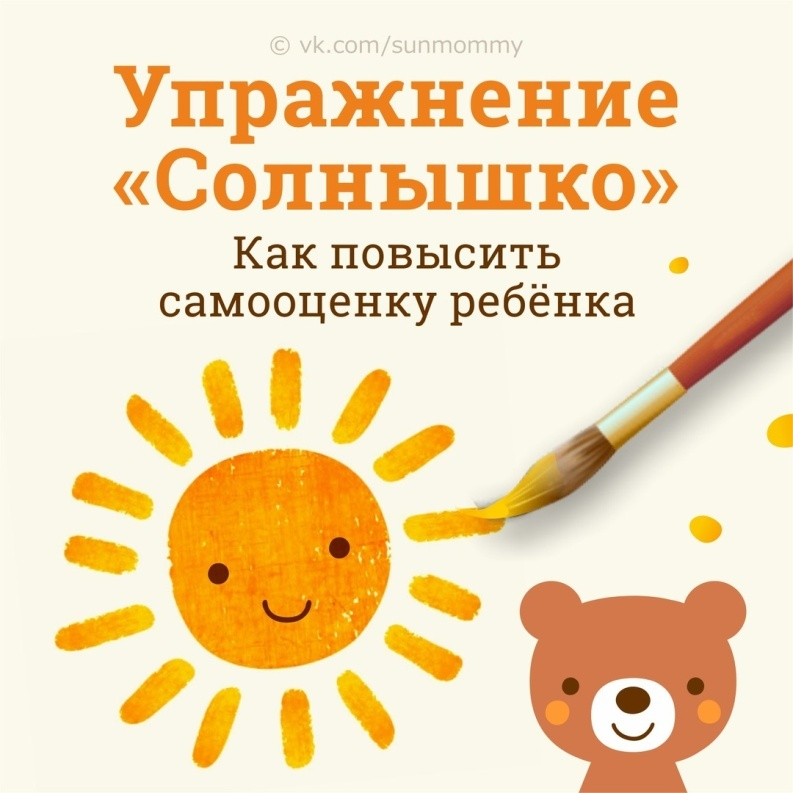 © vk.com/sunmommy
Упражнение
«Солнышко»
Как повысить
самооценку ребёнка